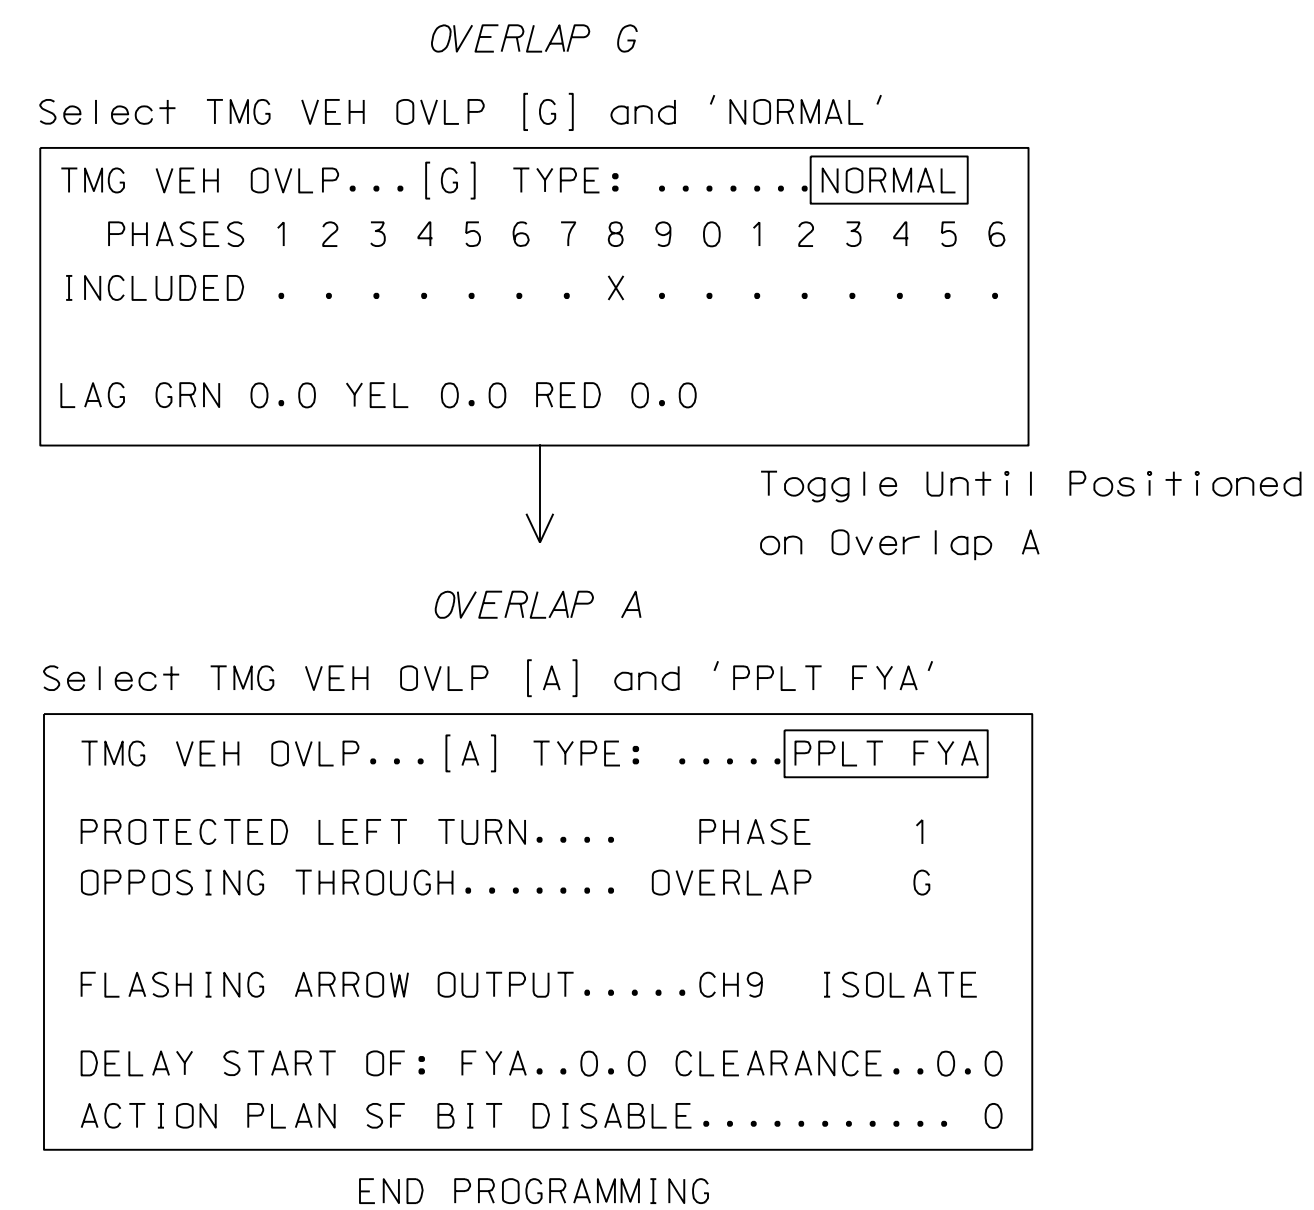 OVERLAP G
Select TMG VEH OVLP [G] and 'NORMAL'
TMG VEH OVLP...[G] TYPE: .......NORMAL
PHASES 1 2 3 4 5 6 7 8 9 0 1 2 3 4 5 6
INCLUDED . . . . . . . X . . . . . . . .
LAG GRN 0.0 YEL 0.0 RED 0.0
Toggle Until Positioned
on Overlap A
OVERLAP A
Select TMG VEH OVLP [A] and 'PPLT FYA'
TMG VEH OVLP...[A] TYPE: .....PPLT FYA
PROTECTED LEFT TURN.... PHASE 1
OPPOSING THROUGH....... OVERLAP G
FLASHING ARROW OUTPUT.....CH9 ISOLATE
DELAY START OF: FYA..0.0 CLEARANCE..0.0
ACTION PLAN SF BIT DISABLE........... 0
END PROGRAMMING